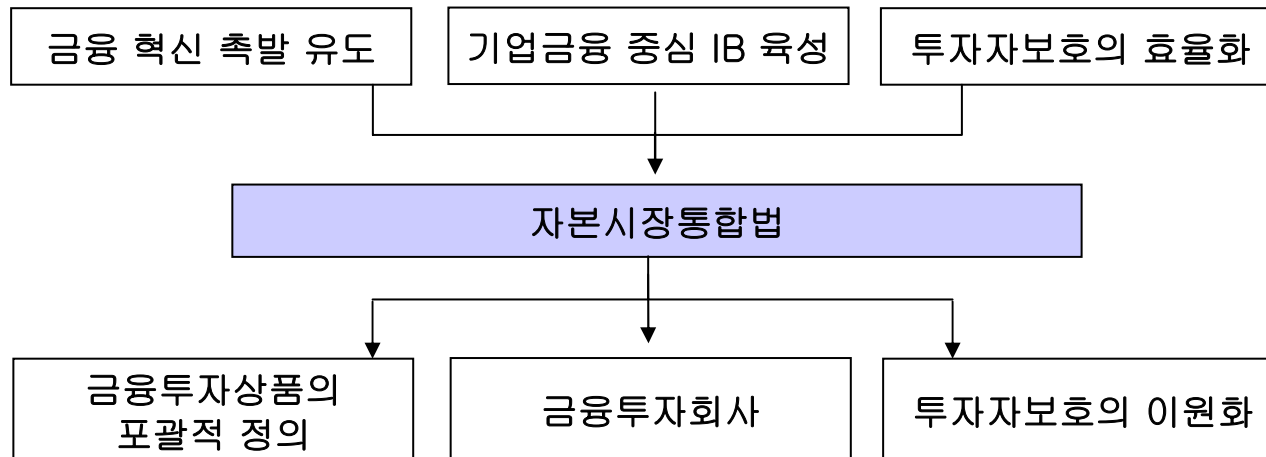 금융 혁신 촉발 유도
기업금융 중심 IB 육성
투자자보호의 효율화
자본시장통합법
금융투자상품의
포괄적 정의
금융투자회사
투자자보호의 이원화